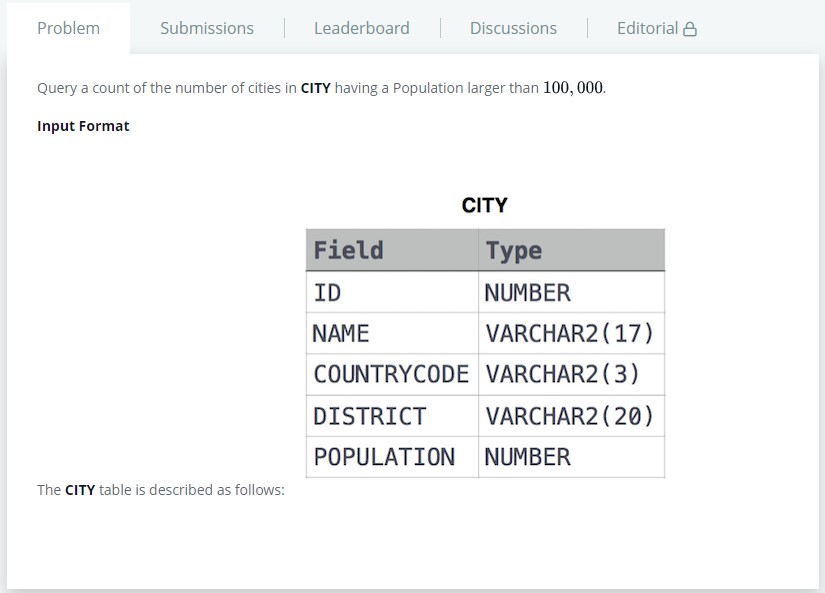 Problem Submissions Leaderboard Discussions Editorial
Query a count of the number of cities in CITY having a Population larger than 100, 000.
Input Format
CITY
Field Type
ID NUMBER
NAME VARCHAR2(17)
COUNTRYCODE VARCHAR2(3)
DISTRICT VARCHAR2(20)
POPULATION NUMBER
The CITY table is described as follows: